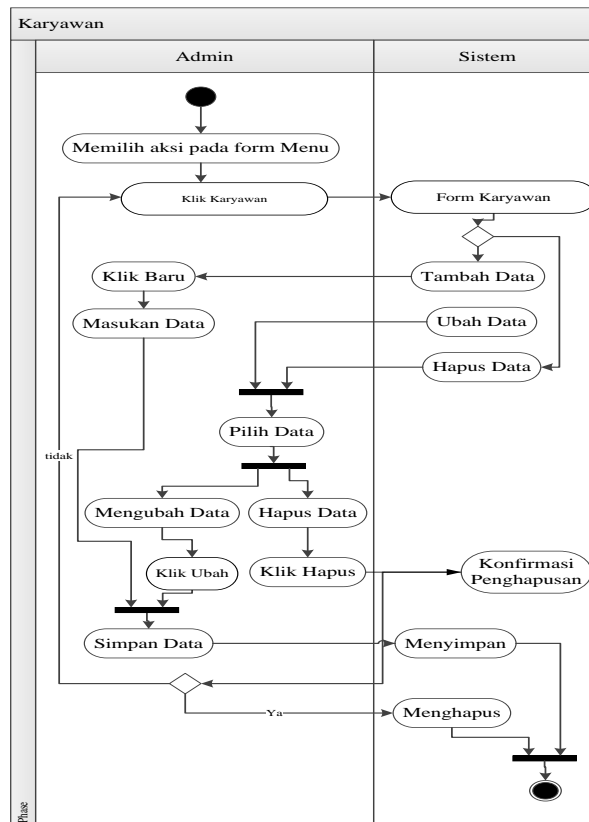 Karyawan
Admin
Sistem
Memilih aksi pada form Menu
Klik Karyawan
Form Karyawan
Klik Baru
Tambah Data
Masukan Data
Ubah Data
Hapus Data
Pilih Data
tidak
Mengubah Data
Hapus Data
Klik Ubah
Klik Hapus
Konfirmasi
Penghapusan
Simpan Data
Menyimpan
Ya
Menghapus
Phase